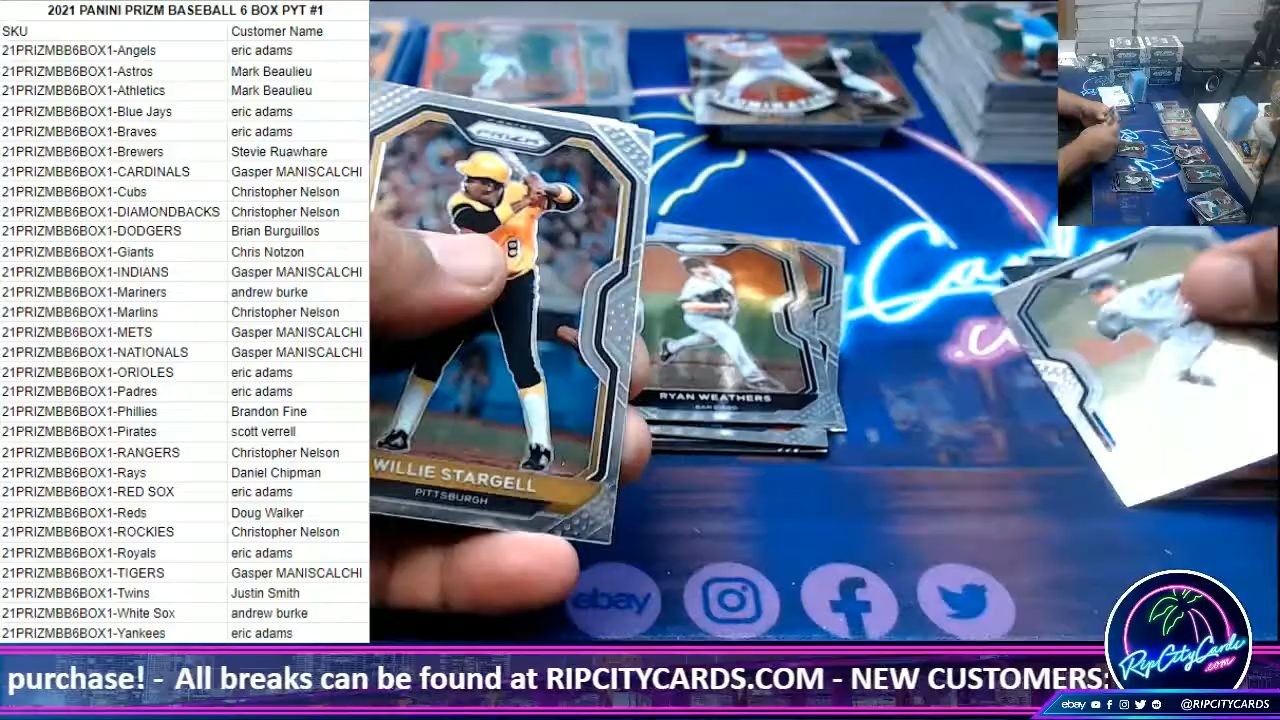 2021 PANINI PRIZM BASEBALL 6 BOX PYT #1
SKU Customer Name
21PRIZMBB6BOX1-Angels eric adams
21PRIZMBB6BOX1-Astros Mark Beaulieu
21PRIZMBB6BOX1-Athletics Mark Beaulieu
21PRIZMBB6BOX1-Blue Jays eric adams
21PRIZMBB6BOX1-Braves eric adams
21PRIZMBB6BOX1-Brewers Stevie Ruawhare
21PRIZMBB6BOX1-CARDINALS Gasper MANISCALCHI
21PRIZMBB6BOX1-Cubs Christopher Nelson
21PRIZMBB6BOX1-DIAMONDBACKS Christopher Nelson
21PRIZMBB6BOX1-DODGERS Brian Burguillos
21PRIZMBB6BOX1-Giants Chris Notzon
21PRIZMBB6BOX1-INDIANS Gasper MANISCALCHI
21PRIZMBB6BOX1-Mariners andrew burke
21PRIZMBB6BOX1-Marlins Christopher Nelson
21PRIZMBB6BOX1-METS Gasper MANISCALCHI
21PRIZMBB6BOX1-NATIONALS Gasper MANISCALCHI
21PRIZMBB6BOX1-ORIOLES eric adams
21PRIZMBB6BOX1-Padres eric adams
21PRIZMBB6BOX1-Phillies Brandon Fine
21PRIZMBB6BOX1-Pirates scott verrell
21PRIZMBB6BOX1-RANGERS Christopher Nelson
21PRIZMBB6BOX1-Rays Daniel Chipman
21PRIZMBB6BOX1-RED SOX eric adams
21PRIZMBB6BOX1-Reds Doug Walker
21PRIZMBB6BOX1-ROCKIES Christopher Nelson
21PRIZMBB6BOX1-Royals eric adams
21PRIZMBB6BOX1-TIGERS Gasper MANISCALCHI
21PRIZMBB6BOX1-Twins Justin Smith
21PRIZMBB6BOX1-White Sox andrew burke
21PRIZMBB6BOX1-Yankees eric adams
PRIZM
8
WILLIE STARGELL
PITTSBURGH
RYAN WEATHERS
SAN DIEGO
ebay
purchase! - All breaks can be found at RIPCITYCARDS.COM - NEW CUSTOMERS:
RipCityCards
.com
ebay @RIPCITYCARDS